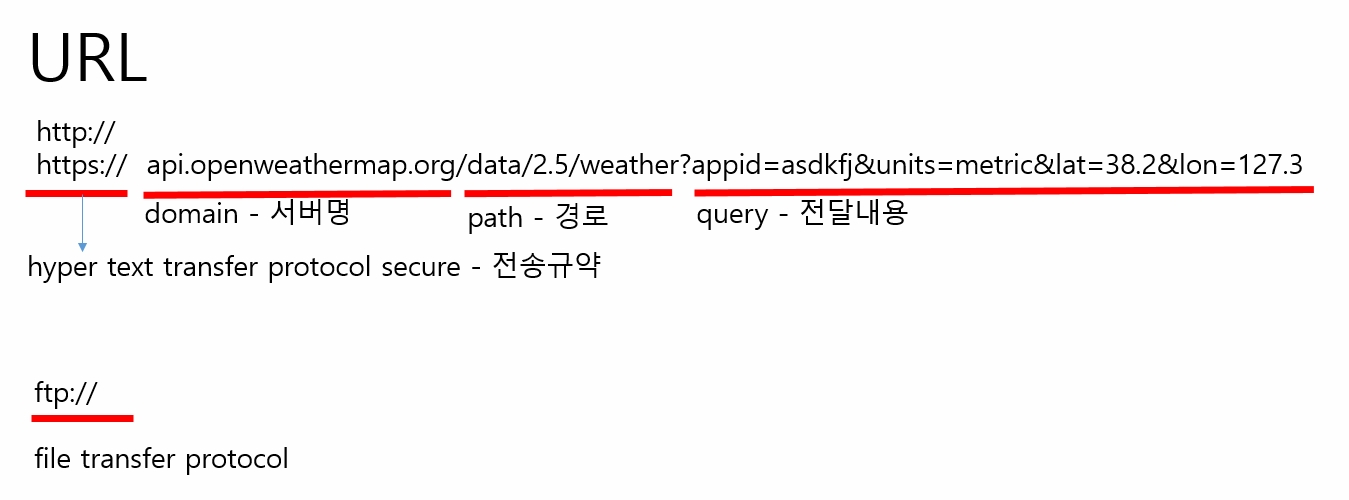 URL
http://
https:// api.openweathermap.org/data/2.5/weather?appid=asdkfj&units=metric&lat=38.2&lon=127.3
domain - 서버명 path - 경로 query - 전달내용
hyper text transfer protocol secure - 전송규약
ftp://
file transfer protocol